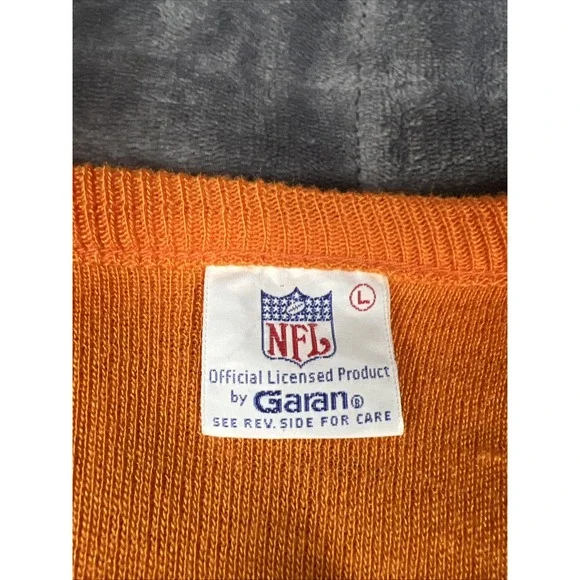 L
NFL
Official Licensed Product
by Garan®
SEE REV. SIDE FOR CARE